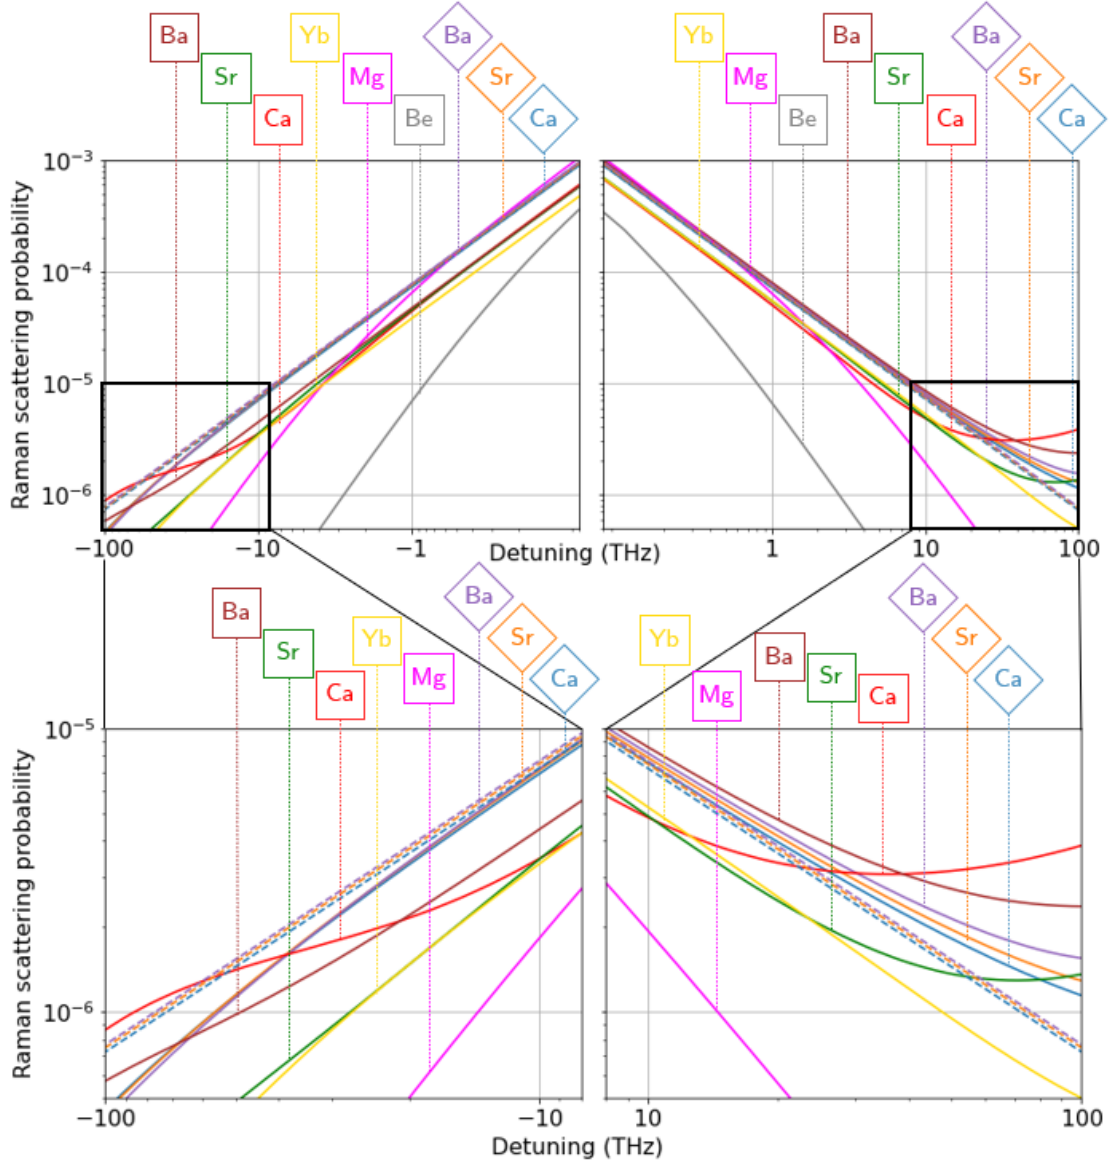 Ba
Yb
Ba
Yb
Ba
Ba
Sr
Mg
Sr
Mg
Sr
Sr
Ca
Be
Ca
Be
Ca
Ca
10⁻³
10⁻⁴
10⁻⁵
10⁻⁶
Raman scattering probability
−100
−10
−1
1
10
100
Detuning (THz)
Ba
Sr
Ca
Yb
Mg
Ba
Sr
Ca
Yb
Mg
Ba
Sr
Ca
Ba
Sr
Ca
10⁻⁵
10⁻⁶
Raman scattering probability
−100
−10
10
100
Detuning (THz)